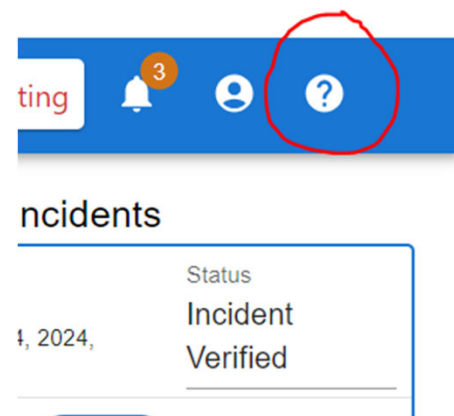 ting
3
?
ncidents
Status
Incident
Verified
4, 2024,